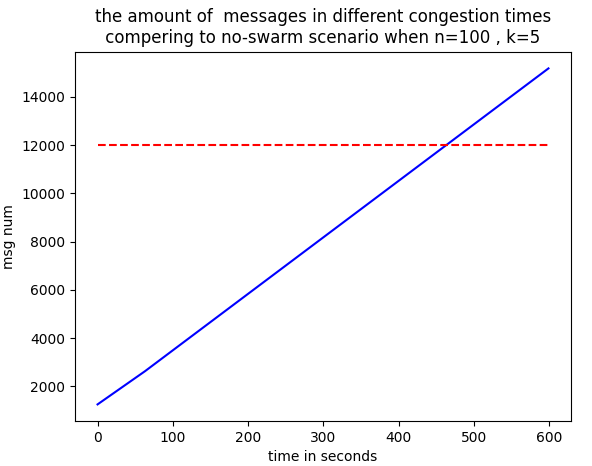 the amount of  messages in different congestion times
compering to no-swarm scenario when n=100 , k=5
msg num
14000
12000
10000
8000
6000
4000
2000
0 100 200 300 400 500 600
time in seconds